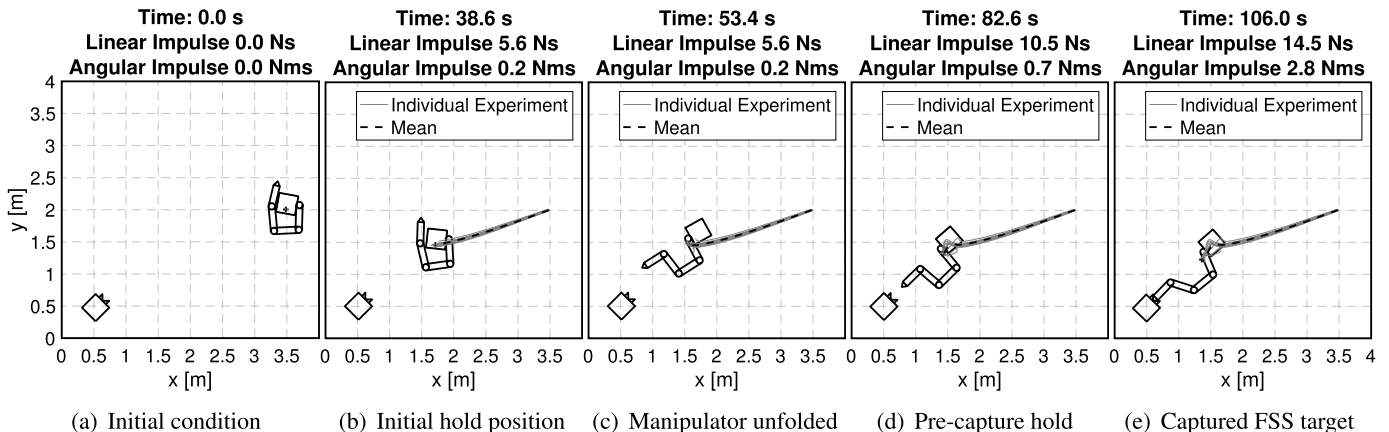 Time: 0.0 s
Linear Impulse 0.0 Ns
Angular Impulse 0.0 Nms
Time: 38.6 s
Linear Impulse 5.6 Ns
Angular Impulse 0.2 Nms
Time: 53.4 s
Linear Impulse 5.6 Ns
Angular Impulse 0.2 Nms
Time: 82.6 s
Linear Impulse 10.5 Ns
Angular Impulse 0.7 Nms
Time: 106.0 s
Linear Impulse 14.5 Ns
Angular Impulse 2.8 Nms
4
3.5
3
2.5
2
1.5
1
0.5
0
y [m]
0 0.5 1 1.5 2 2.5 3 3.5
x [m]
Individual Experiment
Mean
0 0.5 1 1.5 2 2.5 3 3.5
x [m]
Individual Experiment
Mean
0 0.5 1 1.5 2 2.5 3 3.5
x [m]
Individual Experiment
Mean
0 0.5 1 1.5 2 2.5 3 3.5
x [m]
Individual Experiment
Mean
0 0.5 1 1.5 2 2.5 3 3.5 4
x [m]
(a) Initial condition
(b) Initial hold position
(c) Manipulator unfolded
(d) Pre-capture hold
(e) Captured FSS target